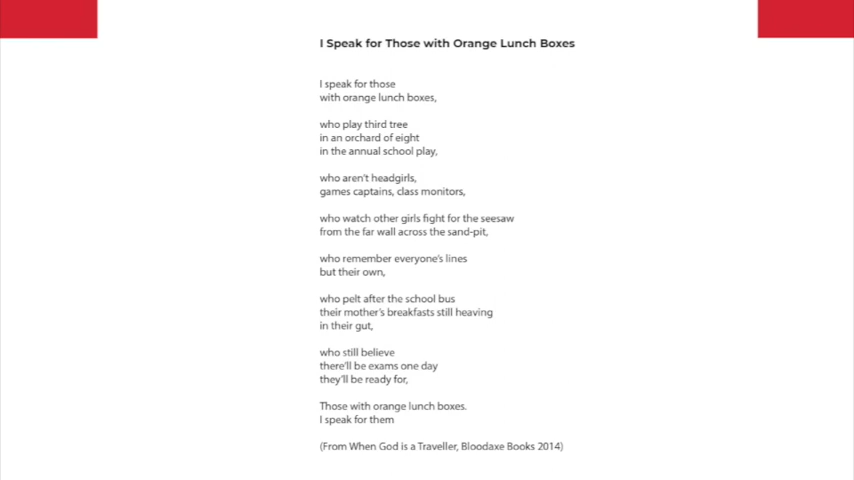 I Speak for Those with Orange Lunch Boxes
I speak for those
with orange lunch boxes,
who play third tree
in an orchard of eight
in the annual school play,
who aren't headgirls,
games captains, class monitors,
who watch other girls fight for the seesaw
from the far wall across the sand-pit,
who remember everyone's lines
but their own,
who pelt after the school bus
their mother's breakfasts still heaving
in their gut,
who still believe
there'll be exams one day
they'll be ready for,
Those with orange lunch boxes.
I speak for them
(From When God is a Traveller, Bloodaxe Books 2014)